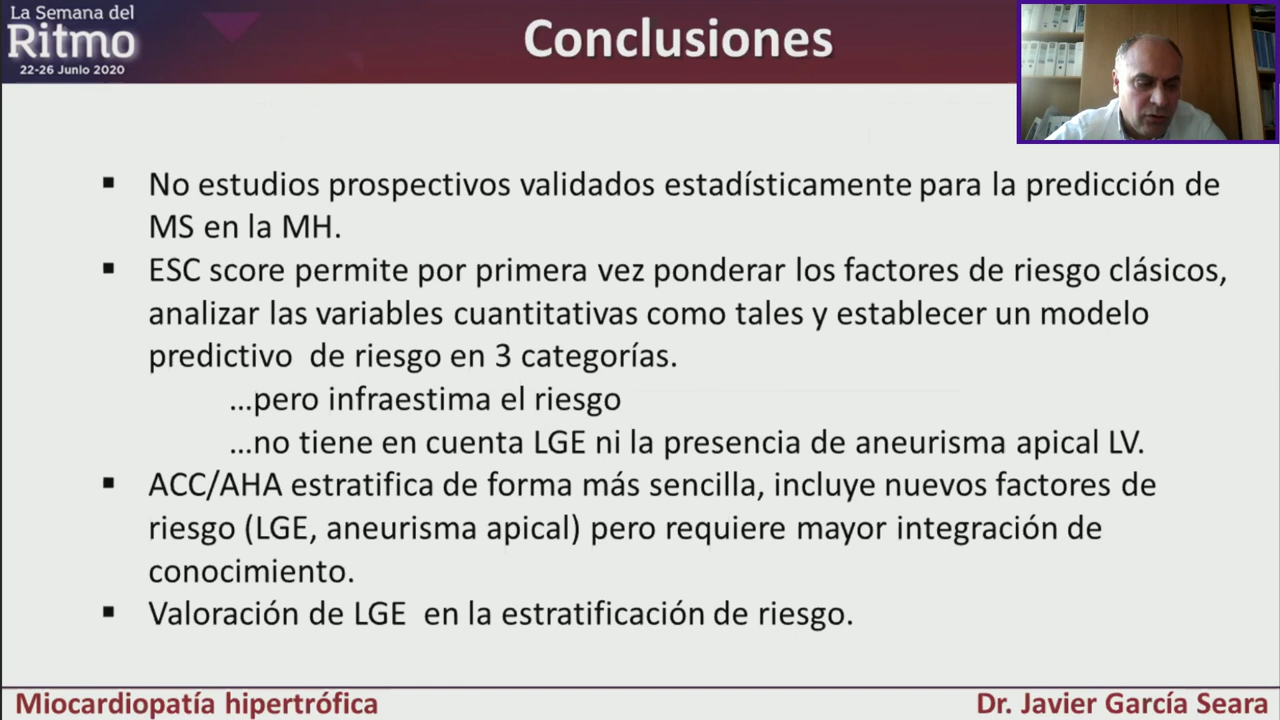 La Semana del
Ritmo
22-26 Junio 2020
Conclusiones
▪ No estudios prospectivos validados estadísticamente para la predicción de
MS en la MH.
▪ ESC score permite por primera vez ponderar los factores de riesgo clásicos,
analizar las variables cuantitativas como tales y establecer un modelo
predictivo de riesgo en 3 categorías.
...pero infraestima el riesgo
...no tiene en cuenta LGE ni la presencia de aneurisma apical LV.
▪ ACC/AHA estratifica de forma más sencilla, incluye nuevos factores de
riesgo (LGE, aneurisma apical) pero requiere mayor integración de
conocimiento.
▪ Valoración de LGE en la estratificación de riesgo.
Miocardiopatía hipertrófica
Dr. Javier García Seara